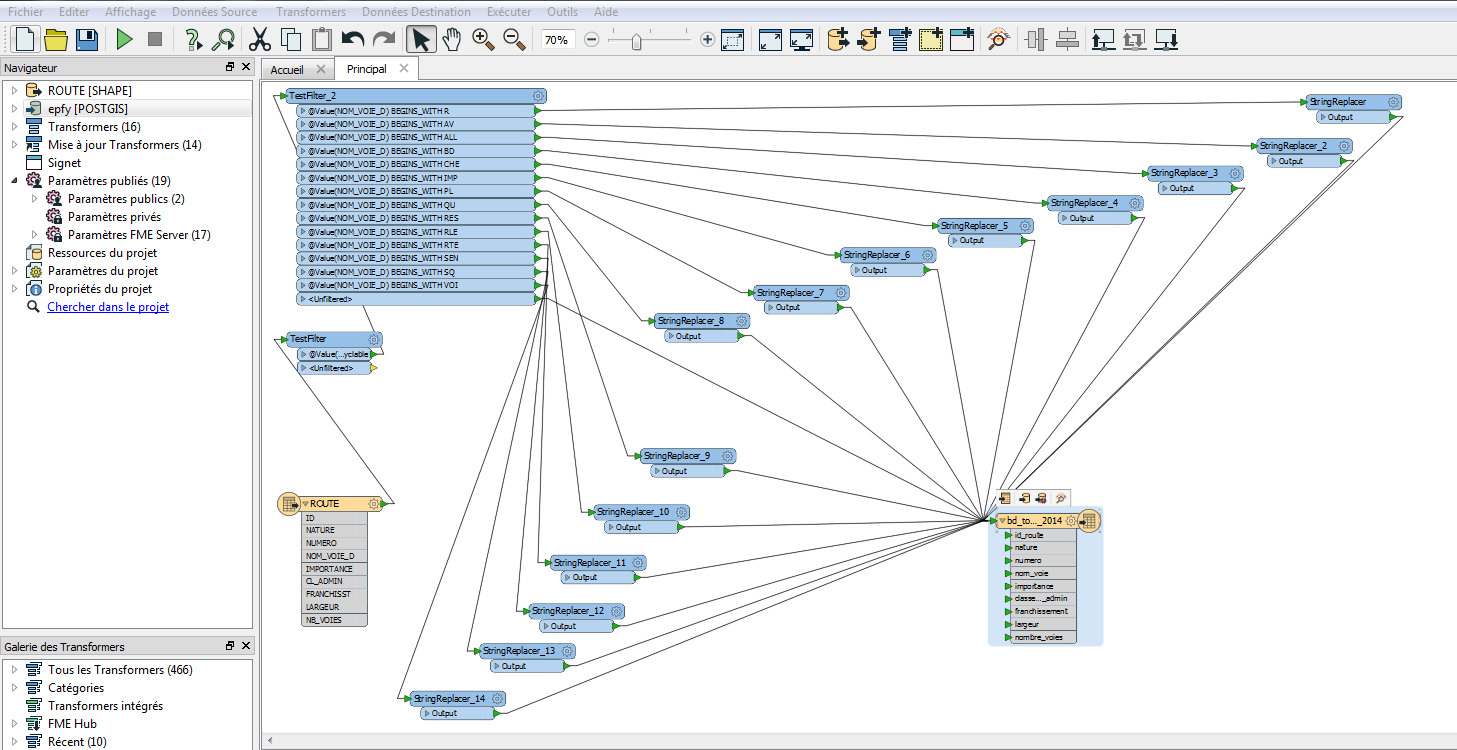 Fichier Editer Affichage Données Source Transformers Données Destination Exécuter Outils Aide
70%
Navigateur
ROUTE [SHAPE]
epfy [POSTGIS]
Transformers (16)
Mise à jour Transformers (14)
Signet
Paramètres publiés (19)
Paramètres publics (2)
Paramètres privés
Paramètres FME Server (17)
Ressources du projet
Paramètres du projet
Propriétés du projet
Chercher dans le projet
Galerie des Transformers
Tous les Transformers (466)
Catégories
Transformers intégrés
FME Hub
Récent (10)
Accueil Principal
TestFilter_2
@Value(NOM_VOIE_D) BEGINS_WITH R
@Value(NOM_VOIE_D) BEGINS_WITH AV
@Value(NOM_VOIE_D) BEGINS_WITH ALL
@Value(NOM_VOIE_D) BEGINS_WITH BD
@Value(NOM_VOIE_D) BEGINS_WITH CHE
@Value(NOM_VOIE_D) BEGINS_WITH IMP
@Value(NOM_VOIE_D) BEGINS_WITH PL
@Value(NOM_VOIE_D) BEGINS_WITH QU
@Value(NOM_VOIE_D) BEGINS_WITH RES
@Value(NOM_VOIE_D) BEGINS_WITH RLE
@Value(NOM_VOIE_D) BEGINS_WITH RTE
@Value(NOM_VOIE_D) BEGINS_WITH SEN
@Value(NOM_VOIE_D) BEGINS_WITH SQ
@Value(NOM_VOIE_D) BEGINS_WITH VOI
<Unfiltered>
TestFilter
@Value(...yclable
<Unfiltered>
ROUTE
ID
NATURE
NUMERO
NOM_VOIE_D
IMPORTANCE
CL_ADMIN
FRANCHISST
LARGEUR
NB_VOIES
StringReplacer
Output
StringReplacer_2
Output
StringReplacer_3
Output
StringReplacer_4
Output
StringReplacer_5
Output
StringReplacer_6
Output
StringReplacer_7
Output
StringReplacer_8
Output
StringReplacer_9
Output
StringReplacer_10
Output
StringReplacer_11
Output
StringReplacer_12
Output
StringReplacer_13
Output
StringReplacer_14
Output
bd_to..._2014
id_route
nature
numero
nom_voie
importance
classe..._admin
franchissement
largeur
nombre_voies